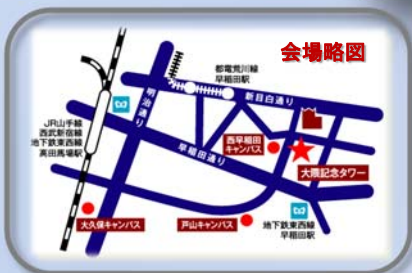 会場略図
都電荒川線
早稲田駅
新目白通り
明治通り
JR山手線
西武新宿線
地下鉄東西線
高田馬場駅
早稲田通り
西早稲田
キャンパス
大隈記念タワー
大久保キャンパス
戸山キャンパス
地下鉄東西線
早稲田駅